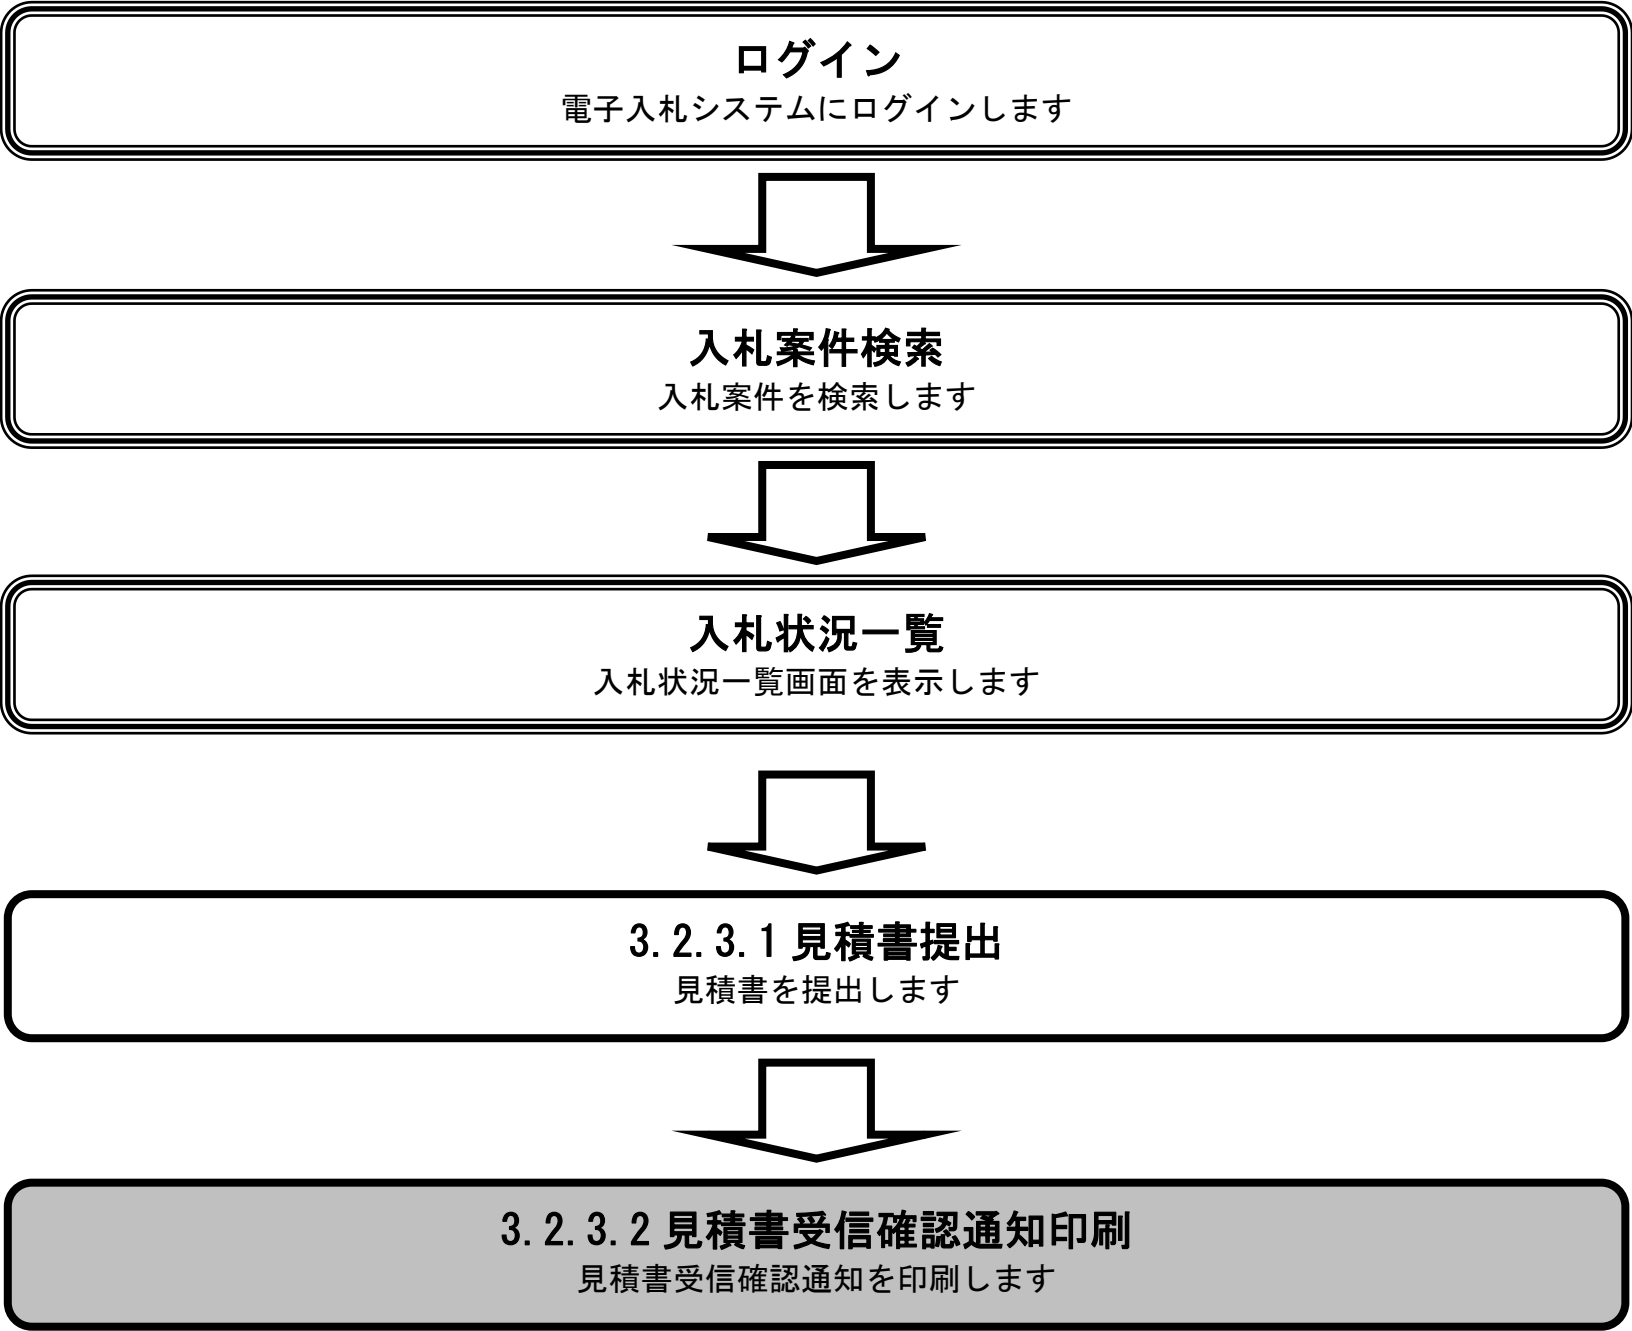 ログイン
電子入札システムにログインします
入札案件検索
入札案件を検索します
入札状況一覧
入札状況一覧画面を表示します
3.2.3.1 見積書提出
見積書を提出します
3.2.3.2 見積書受信確認通知印刷
見積書受信確認通知を印刷します